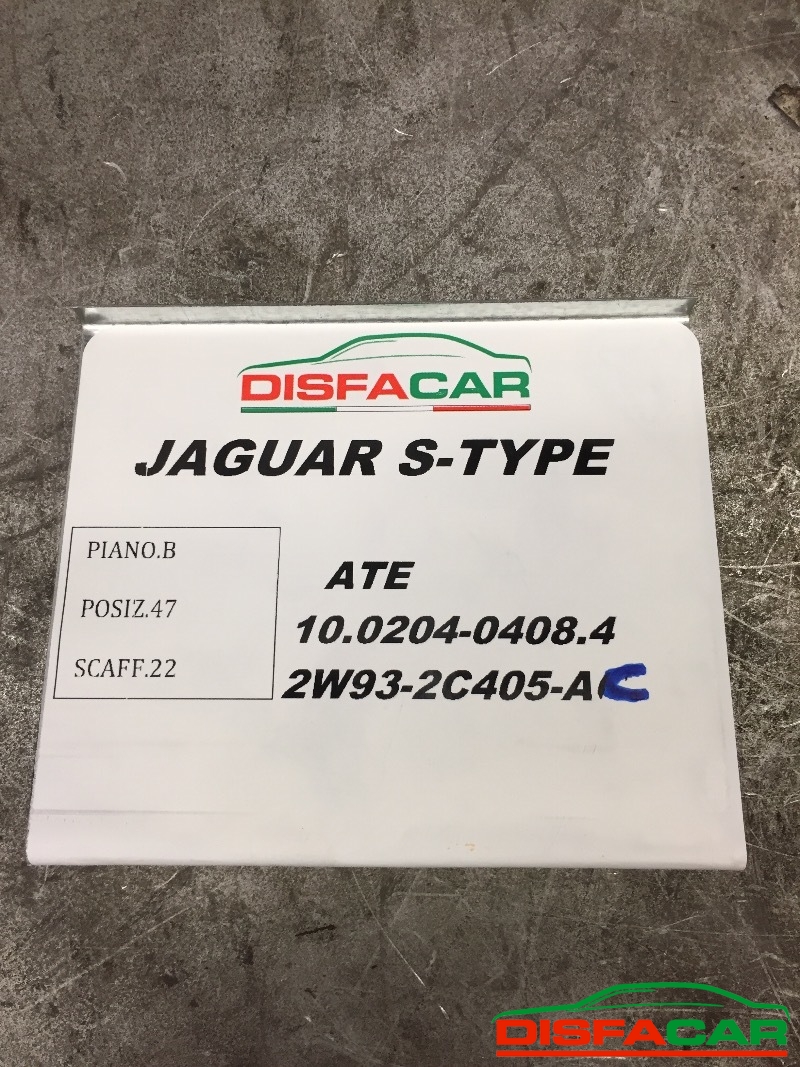 DISFACAR
JAGUAR S-TYPE
PIANO.B
POSIZ.47
SCAFF.22
ATE
10.0204-0408.4
2W93-2C405-AC
DISFACAR